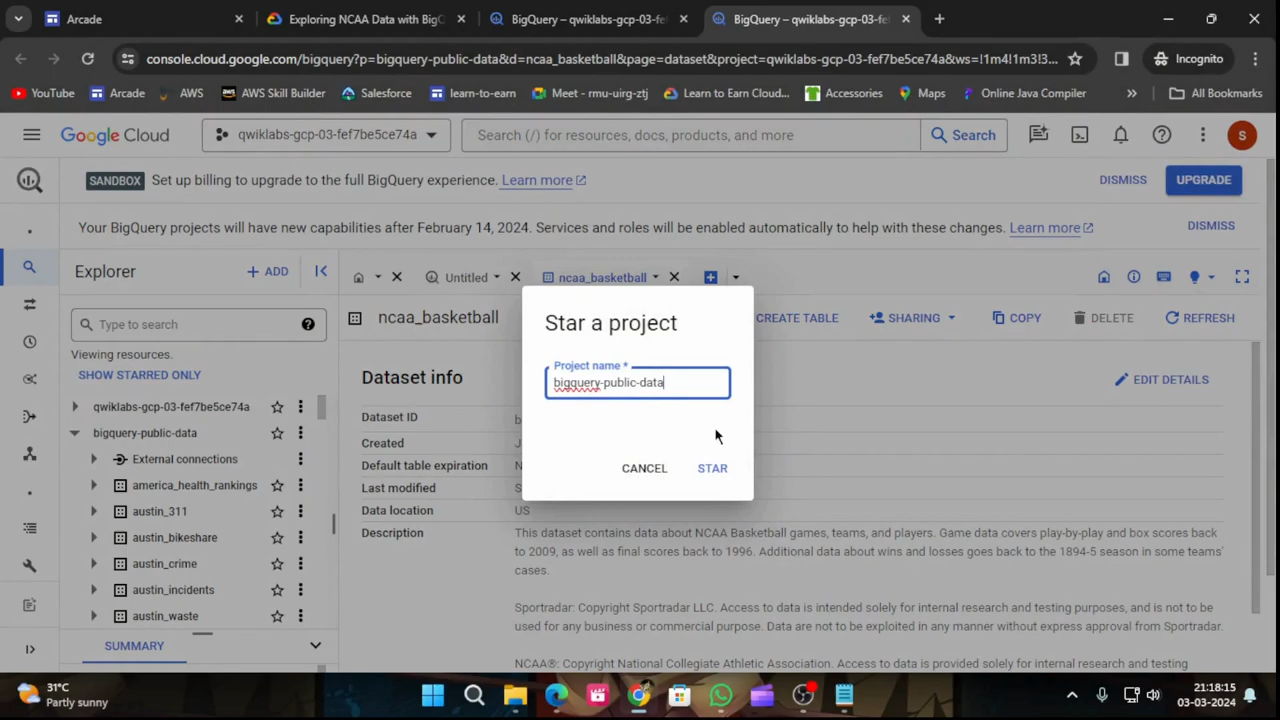 Arcade
Exploring NCAA Data with BigQ
BigQuery – qwiklabs-gcp-03-fef
BigQuery – qwiklabs-gcp-03-fef
console.cloud.google.com/bigquery?p=bigquery-public-data&d=ncaa_basketball&page=dataset&project=qwiklabs-gcp-03-fef7be5ce74a&ws=!1m4!1m3!3...
Incognito
YouTube
Arcade
AWS
AWS Skill Builder
Salesforce
learn-to-earn
Meet - rmu-uirg-ztj
Learn to Earn Cloud...
Accessories
Maps
Online Java Compiler
All Bookmarks
Google Cloud
qwiklabs-gcp-03-fef7be5ce74a
Search (/) for resources, docs, products, and more
Search
S
SANDBOX Set up billing to upgrade to the full BigQuery experience. Learn more
DISMISS
UPGRADE
Your BigQuery projects will have new capabilities after February 14, 2024. Services and roles will be enabled automatically to help with these changes. Learn more
DISMISS
Explorer
+ ADD
Untitled
ncaa_basketball
Type to search
ncaa_basketball
CREATE TABLE
SHARING
COPY
DELETE
REFRESH
Viewing resources.
SHOW STARRED ONLY
qwiklabs-gcp-03-fef7be5ce74a
bigquery-public-data
External connections
america_health_rankings
austin_311
austin_bikeshare
austin_crime
austin_incidents
austin_waste
SUMMARY
Star a project
Project name *
bigquery-public-data
CANCEL
STAR
Dataset info
EDIT DETAILS
Dataset ID b
Created J
Default table expiration N
Last modified S
Data location US
Description This dataset contains data about NCAA Basketball games, teams, and players. Game data covers play-by-play and box scores back
to 2009, as well as final scores back to 1996. Additional data about wins and losses goes back to the 1894-5 season in some teams'
cases.
Sportradar: Copyright Sportradar LLC. Access to data is intended solely for internal research and testing purposes, and is not to be
used for any business or commercial purpose. Data are not to be exploited in any manner without express approval from Sportradar.
NCAA®: Copyright National Collegiate Athletic Association. Access to data is provided solely for internal research and testing
31°C
Partly sunny
21:18:15
03-03-2024